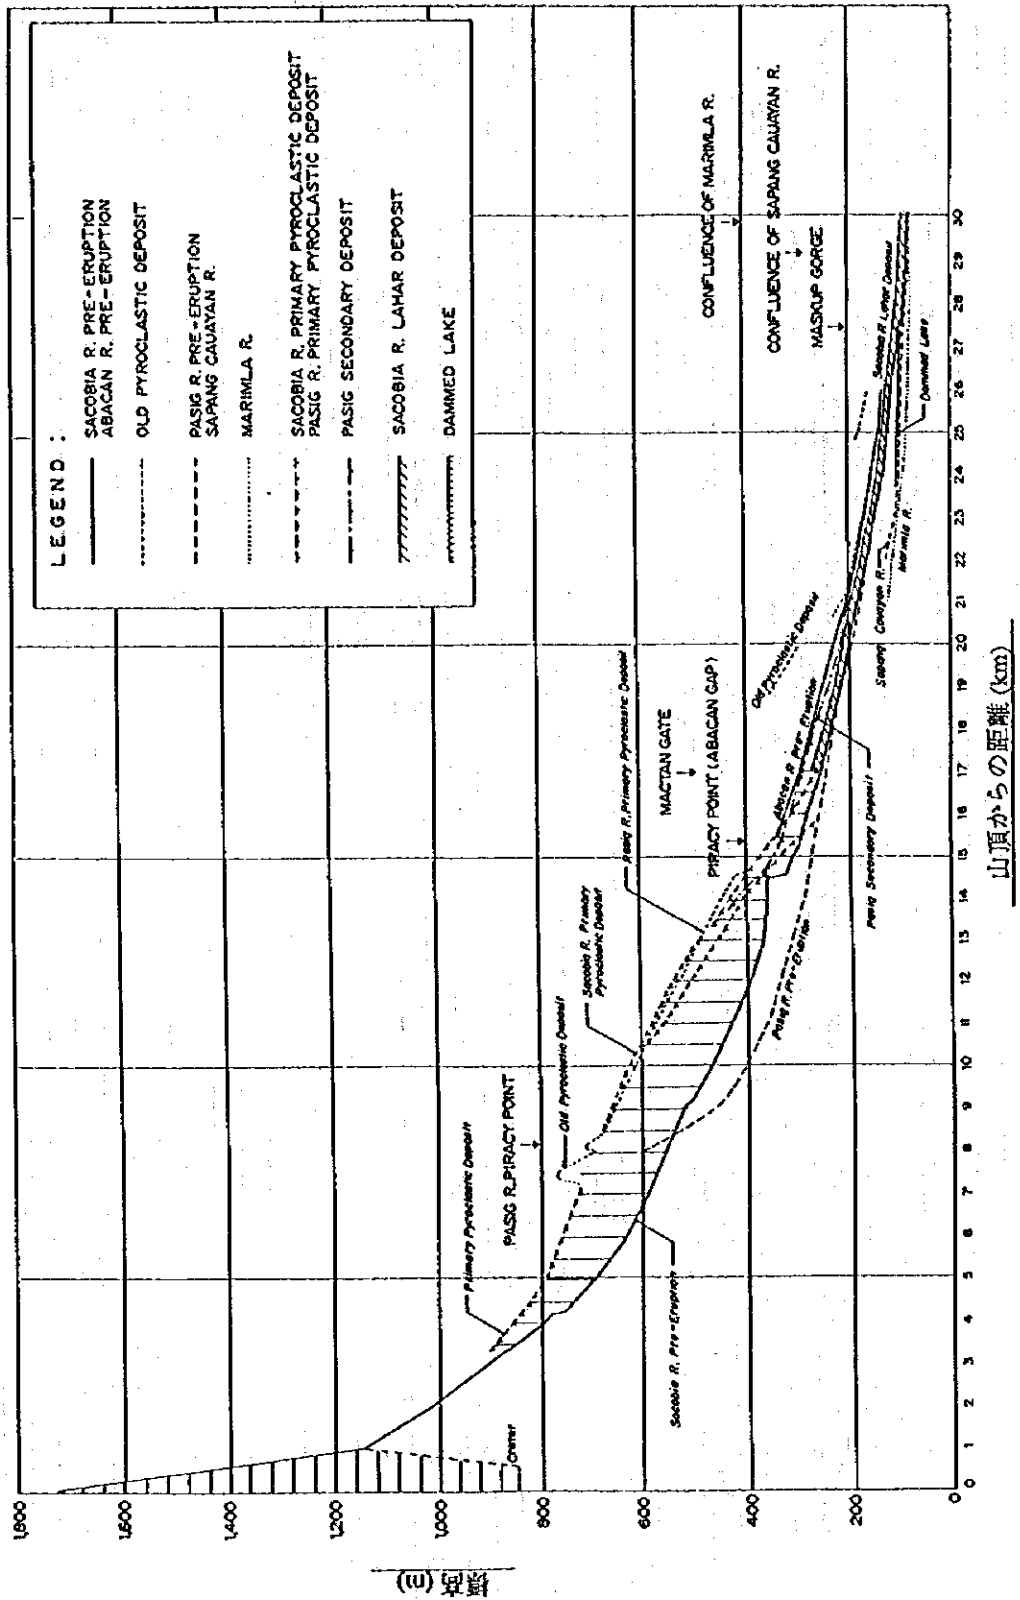 LEGEND :
SACOBIA R. PRE-ERUPTION
ABACAN R. PRE-ERUPTION
OLD PYROCLASTIC DEPOSIT
PASIG R. PRE-ERUPTION
SAPANG CAUAYAN R.
MARIMLA R.
SACOBIA R. PRIMARY PYROCLASTIC DEPOSIT
PASIG R. PRIMARY PYROCLASTIC DEPOSIT
PASIG SECONDARY DEPOSIT
SACOBIA R. LAHAR DEPOSIT
DAMMED LAKE
標高 (m)
1,800
1,600
1,400
1,200
1,000
800
600
400
200
0
Crater
Primary Pyroclastic Deposit
PASIG R. PIRACY POINT
Old Pyroclastic Deposit
Sacobia R. Primary
Pyroclastic Deposit
Pasig R. Primary Pyroclastic Deposit
MACTAN GATE
PIRACY POINT (ABACAN GAP)
Old Pyroclastic Deposit
Abacan R. Pre-Eruption
CONFLUENCE OF MARIMLA R.
CONFLUENCE OF SAPANG CAUAYAN R.
MASKUP GORGE
Sacobia R. Lahar Deposit
Sacobia R. Pre-Eruption
Pasig R. Pre-Eruption
Pasig Secondary Deposit
Sapang Cauayan R.
Marimla R.
Dammed Lake
0 1 2 3 4 5 6 7 8 9 10 11 12 13 14 15 16 17 18 19 20 21 22 23 24 25 26 27 28 29 30
山頂からの距離 (km)